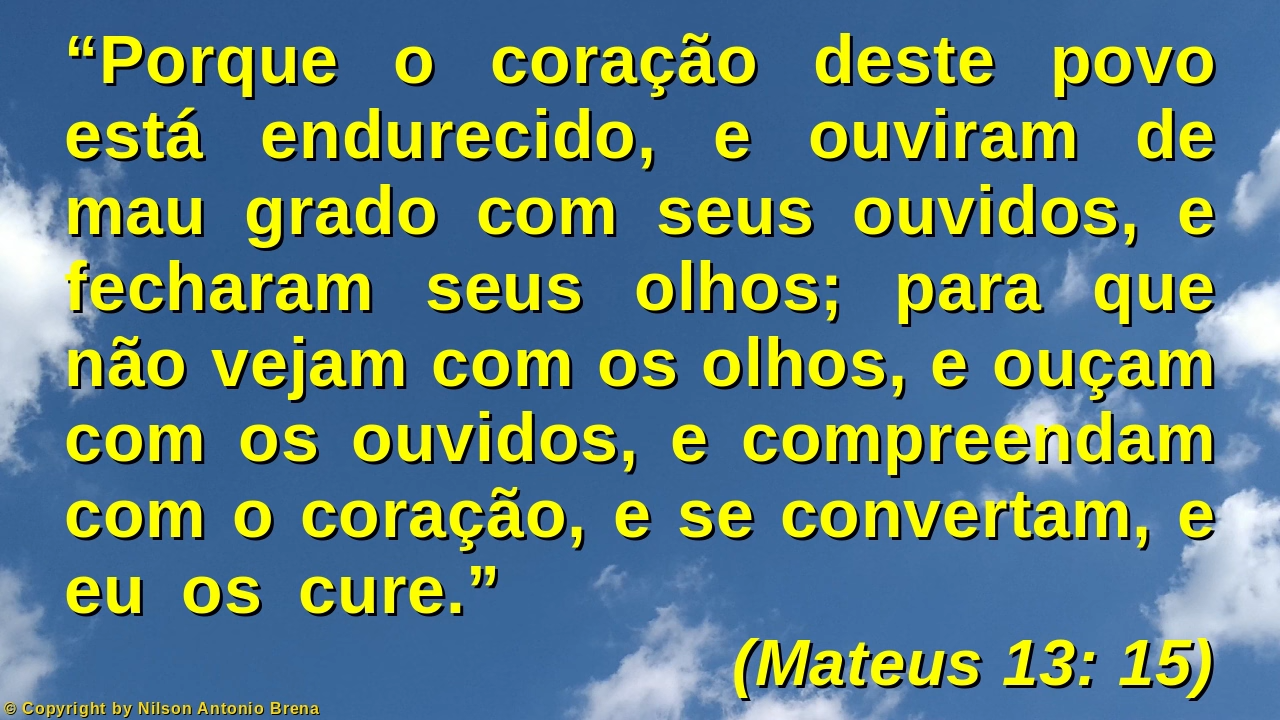 “Porque o coração deste povo
está endurecido, e ouviram de
mau grado com seus ouvidos, e
fecharam seus olhos; para que
não vejam com os olhos, e ouçam
com os ouvidos, e compreendam
com o coração, e se convertam, e
eu os cure.”
(Mateus 13: 15)
© Copyright by Nilson Antonio Brena